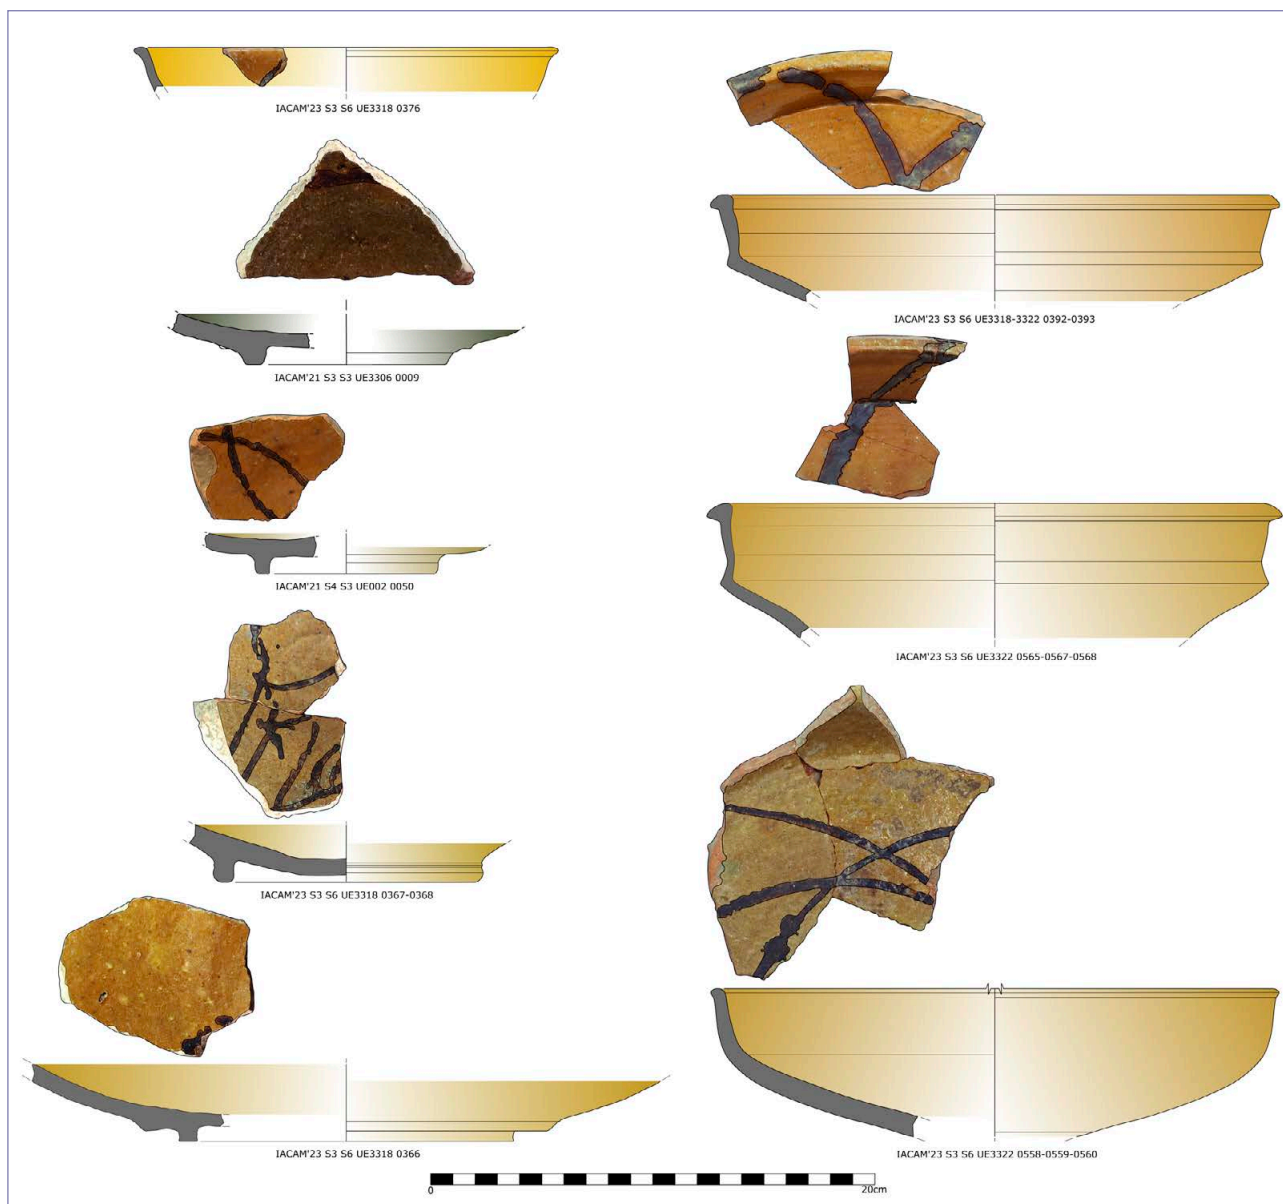 IACAM'23 S3 S6 UE3318 0376
IACAM'21 S3 S3 UE3306 0009
IACAM'21 S4 S3 UE002 0050
IACAM'23 S3 S6 UE3318 0367-0368
IACAM'23 S3 S6 UE3318 0366
IACAM'23 S3 S6 UE3318-3322 0392-0393
IACAM'23 S3 S6 UE3322 0565-0567-0568
IACAM'23 S3 S6 UE3322 0558-0559-0560
0 20cm